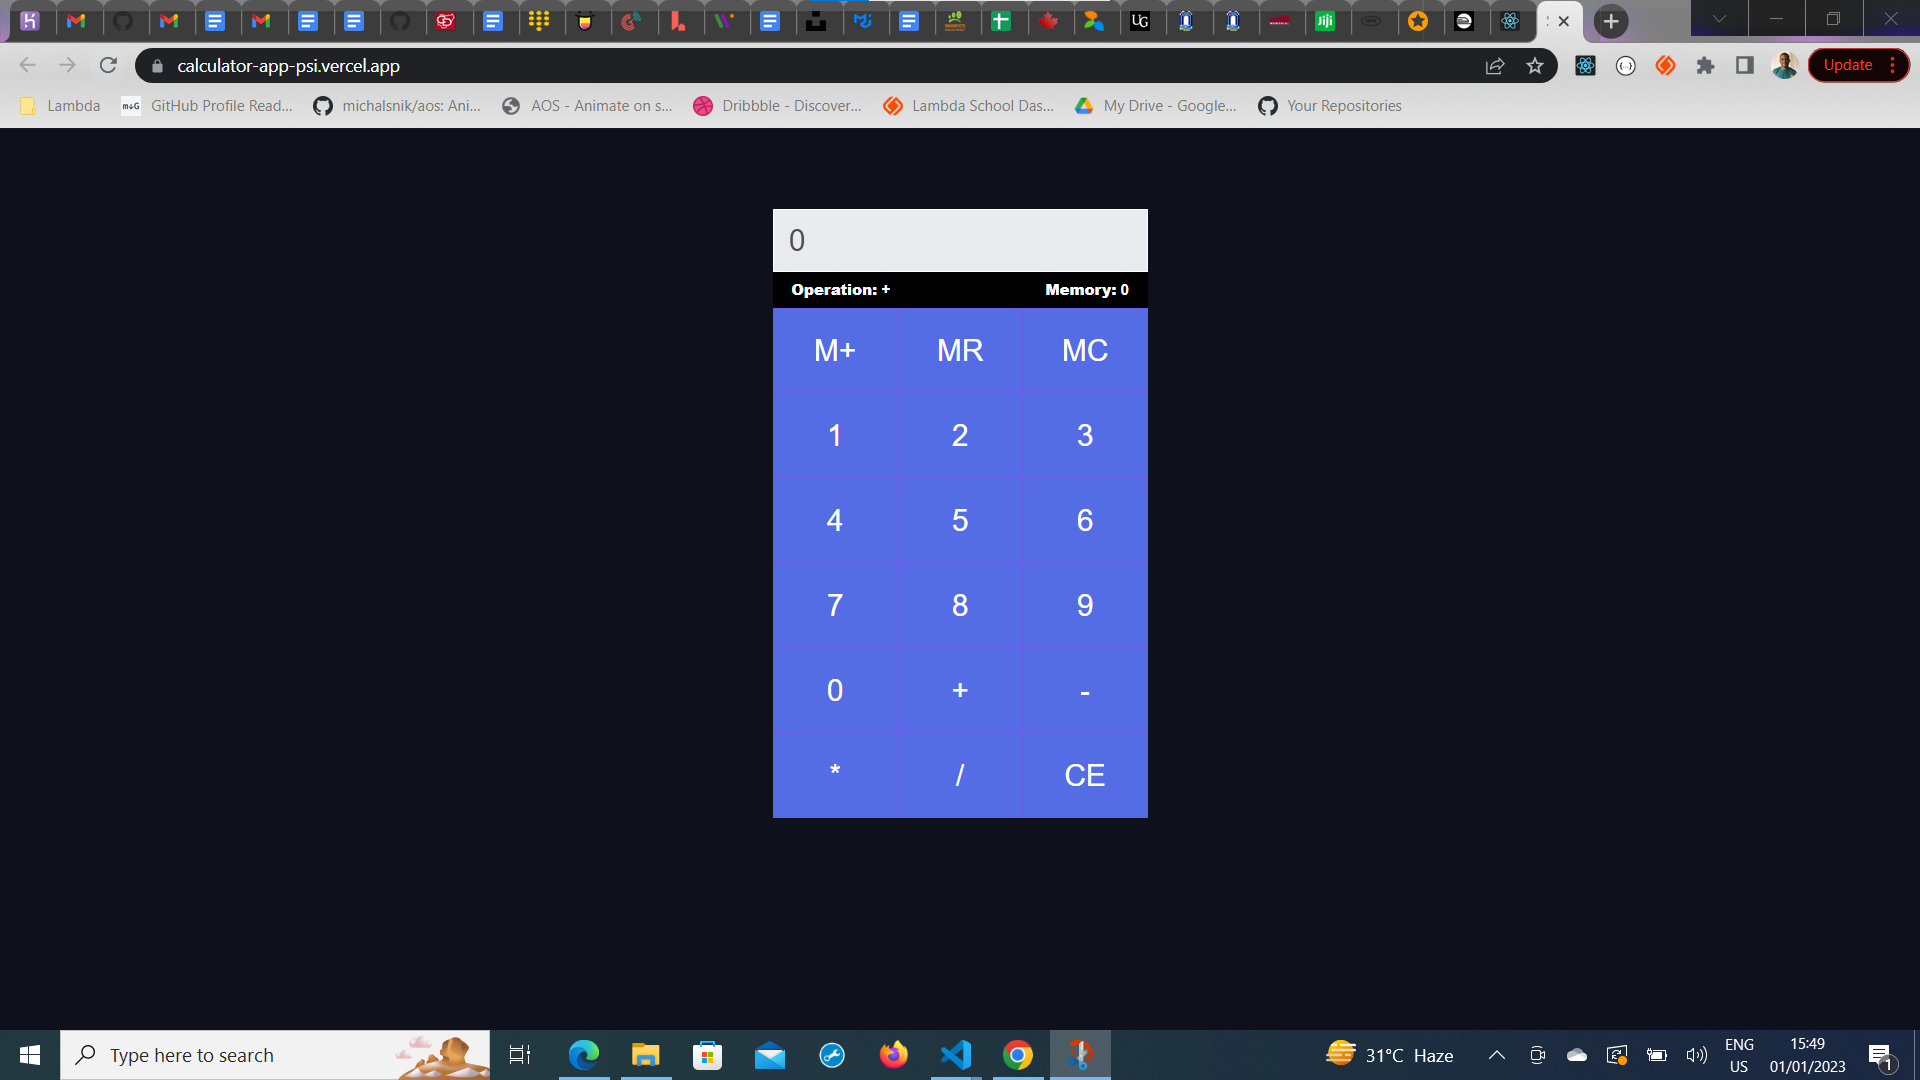 calculator-app-psi.vercel.app
Update
Lambda
m+G GitHub Profile Read...
michalsnik/aos: Ani...
AOS - Animate on s...
Dribbble - Discover...
Lambda School Das...
My Drive - Google...
Your Repositories
0
Operation: +
Memory: 0
M+ MR MC
1 2 3
4 5 6
7 8 9
0 + -
* / CE
Type here to search
31°C Haze
ENG
US
15:49
01/01/2023
1